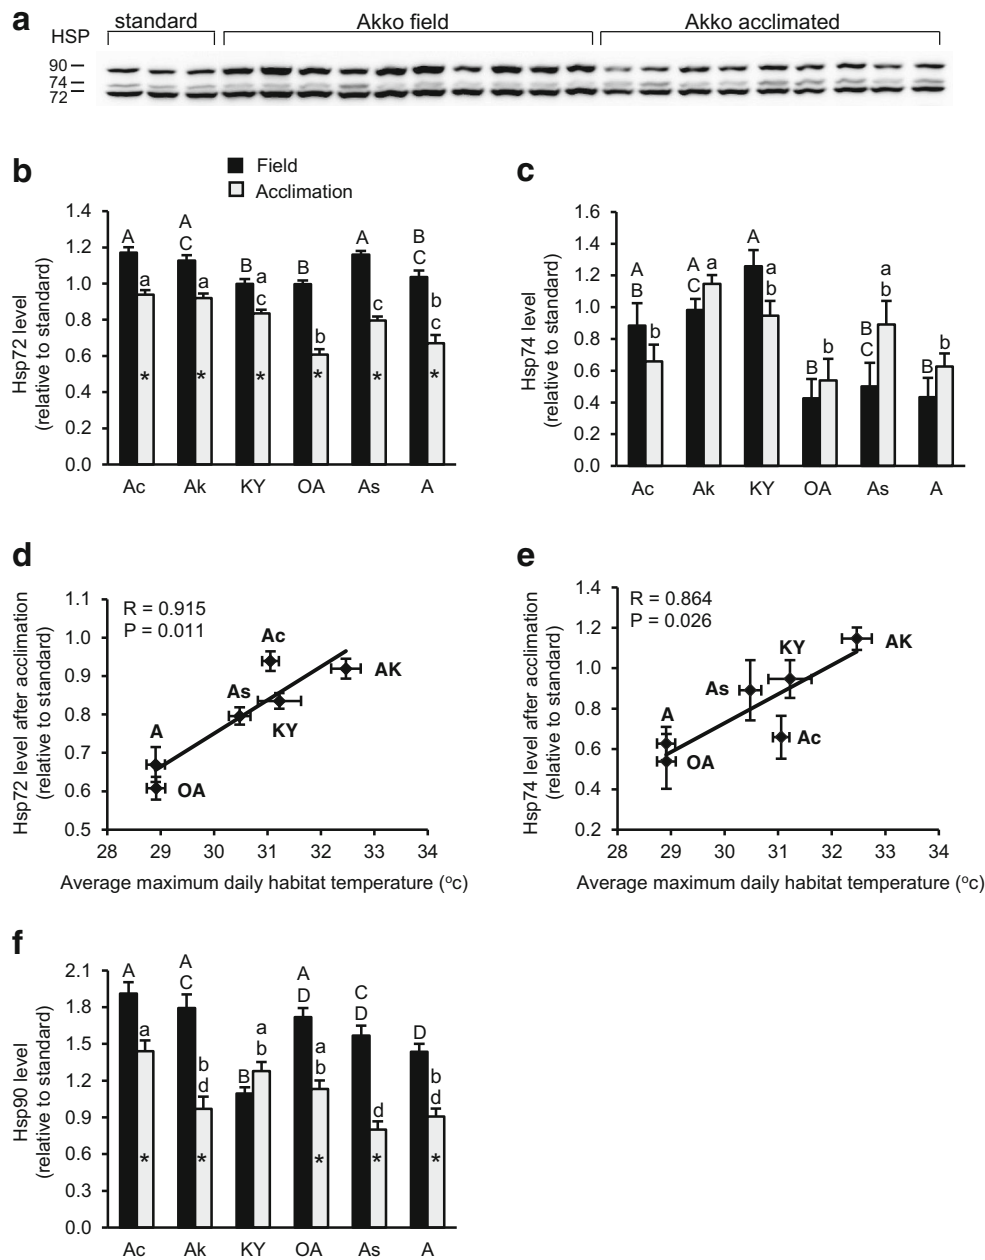 a
standard Akko field Akko acclimated
HSP
90
74
72
b
Field
Acclimation
Hsp72 level
(relative to standard)
1.4
1.2
1.0
0.8
0.6
0.4
0.2
0.0
A
a
*
A
C
a
*
B
a
c
*
B
b
*
A
c
*
B
C
b
c
*
Ac Ak KY OA As A
c
Hsp74 level
(relative to standard)
1.6
1.4
1.2
1.0
0.8
0.6
0.4
0.2
0.0
A
B
b
A
C
a
A
a
b
B
b
B
C
a
b
B
b
Ac Ak KY OA As A
d
Hsp72 level after acclimation
(relative to standard)
1.1
1.0
0.9
0.8
0.7
0.6
0.5
R = 0.915
P = 0.011
Ac
AK
As
KY
A
OA
28 29 30 31 32 33 34
Average maximum daily habitat temperature (ºc)
e
Hsp74 level after acclimation
(relative to standard)
1.4
1.2
1.0
0.8
0.6
0.4
0.2
R = 0.864
P = 0.026
KY
AK
As
A
Ac
OA
28 29 30 31 32 33 34
Average maximum daily habitat temperature (ºc)
f
Hsp90 level
(relative to standard)
2.1
1.8
1.5
1.2
0.9
0.6
0.3
0.0
A
a
*
A
C
b
d
B
a
b
A
D
a
b
*
C
D
d
*
D
b
d
*
*
Ac Ak KY OA As A